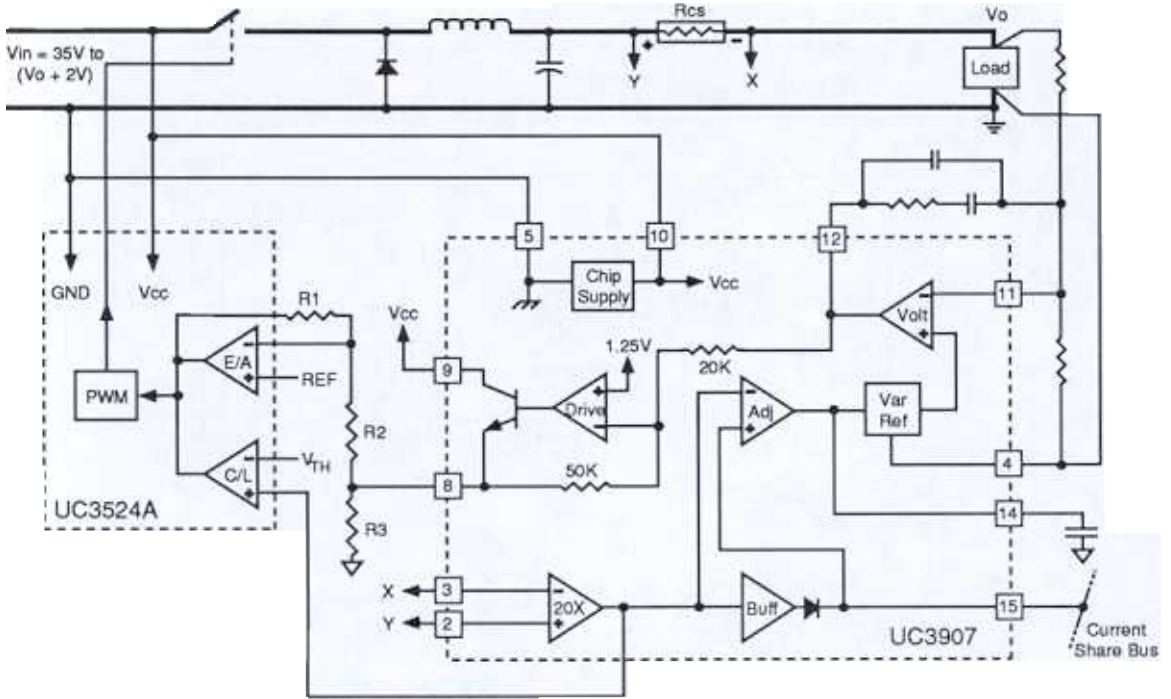 Rcs
Vo
Vin = 35V to
(Vo + 2V)
+
-
Y
X
Load
5
10
12
GND
Vcc
Chip
Supply
Vcc
11
R1
Vcc
-
Volt
+
1.25V
-
E/A
+
REF
9
20K
PWM
+
Drive
-
-
Adj
+
Var
Ref
R2
-
VTH
C/L
+
50K
8
4
UC3524A
R3
14
X
3
-
20X
+
Y
2
Buff
15
UC3907
Current
Share Bus